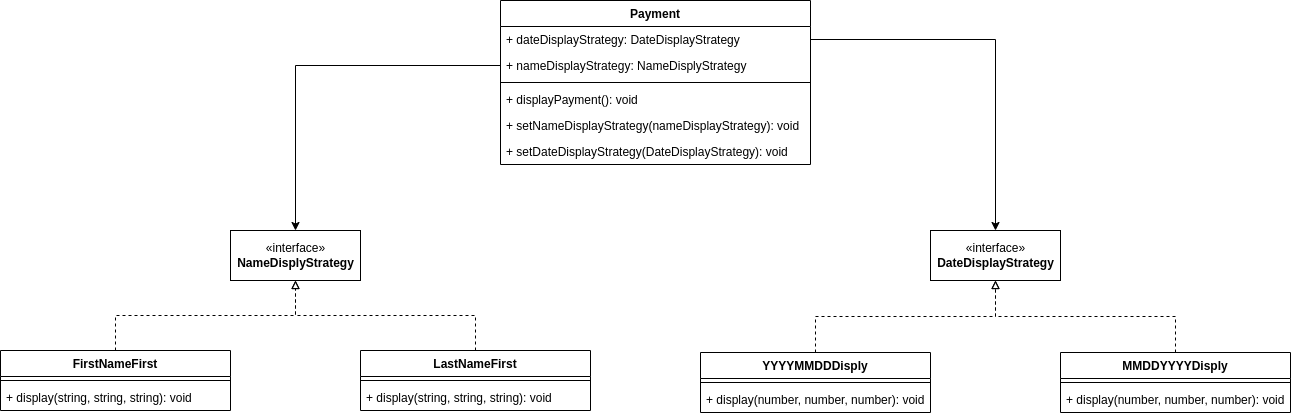 Payment
+ dateDisplayStrategy: DateDisplayStrategy
+ nameDisplayStrategy: NameDisplyStrategy
+ displayPayment(): void
+ setNameDisplayStrategy(nameDisplayStrategy): void
+ setDateDisplayStrategy(DateDisplayStrategy): void
«interface»
NameDisplyStrategy
«interface»
DateDisplayStrategy
FirstNameFirst
+ display(string, string, string): void
LastNameFirst
+ display(string, string, string): void
YYYYMMDDDisply
+ display(number, number, number): void
MMDDYYYYDisply
+ display(number, number, number): void